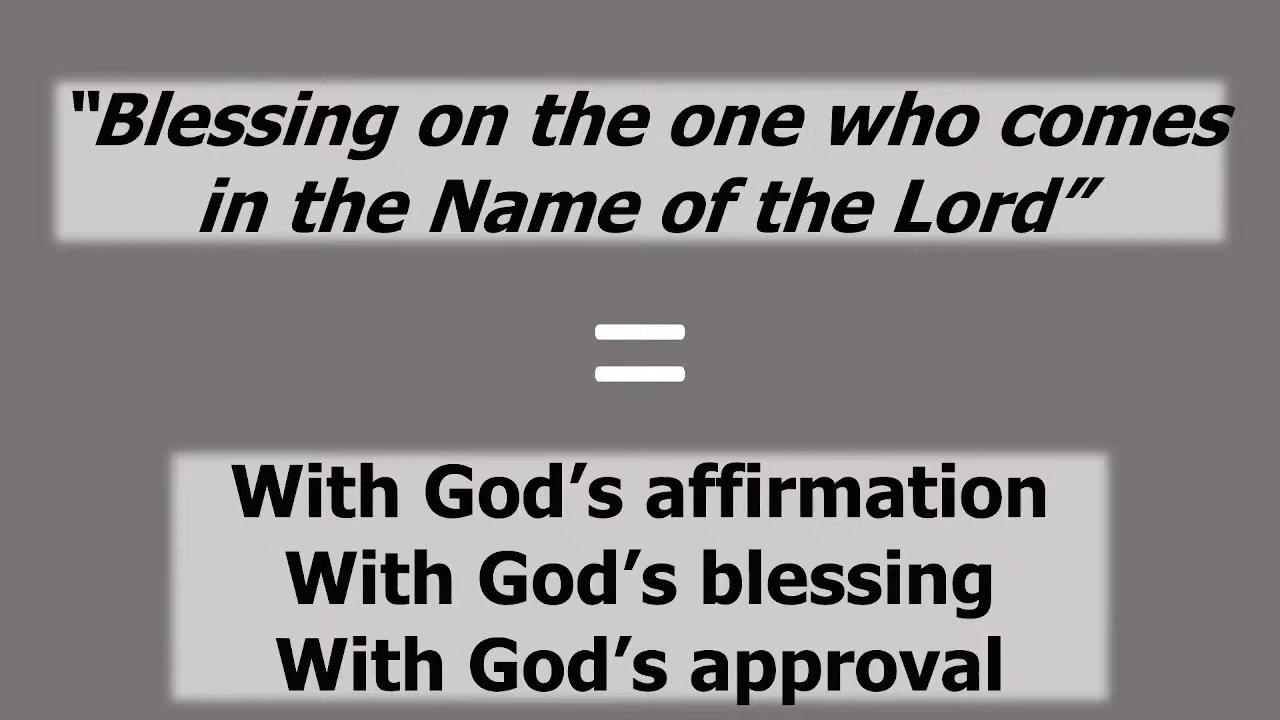 “Blessing on the one who comes
in the Name of the Lord”
=
With God’s affirmation
With God’s blessing
With God’s approval